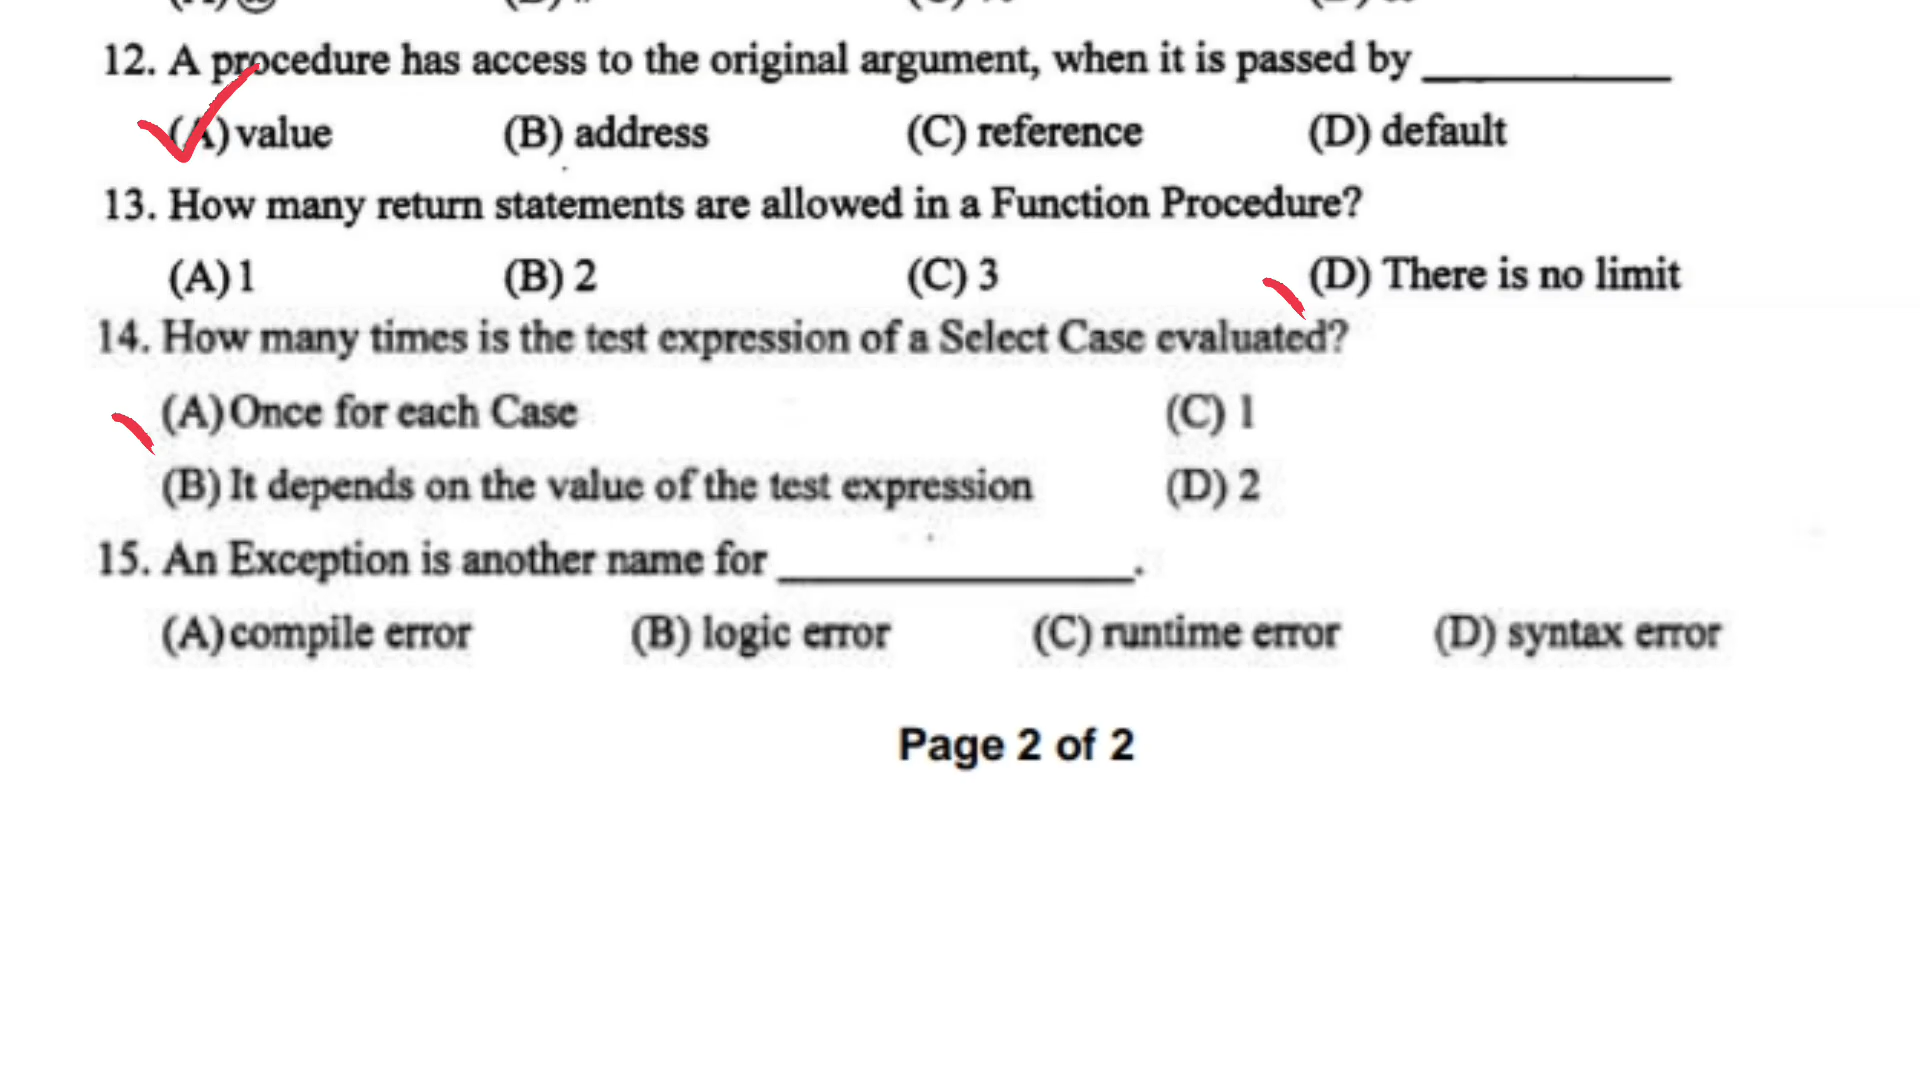 12. A procedure has access to the original argument, when it is passed by ____________
(A) value (B) address (C) reference (D) default
13. How many return statements are allowed in a Function Procedure?
(A) 1 (B) 2 (C) 3 (D) There is no limit
14. How many times is the test expression of a Select Case evaluated?
(A) Once for each Case (C) 1
(B) It depends on the value of the test expression (D) 2
15. An Exception is another name for _________________.
(A) compile error (B) logic error (C) runtime error (D) syntax error
Page 2 of 2